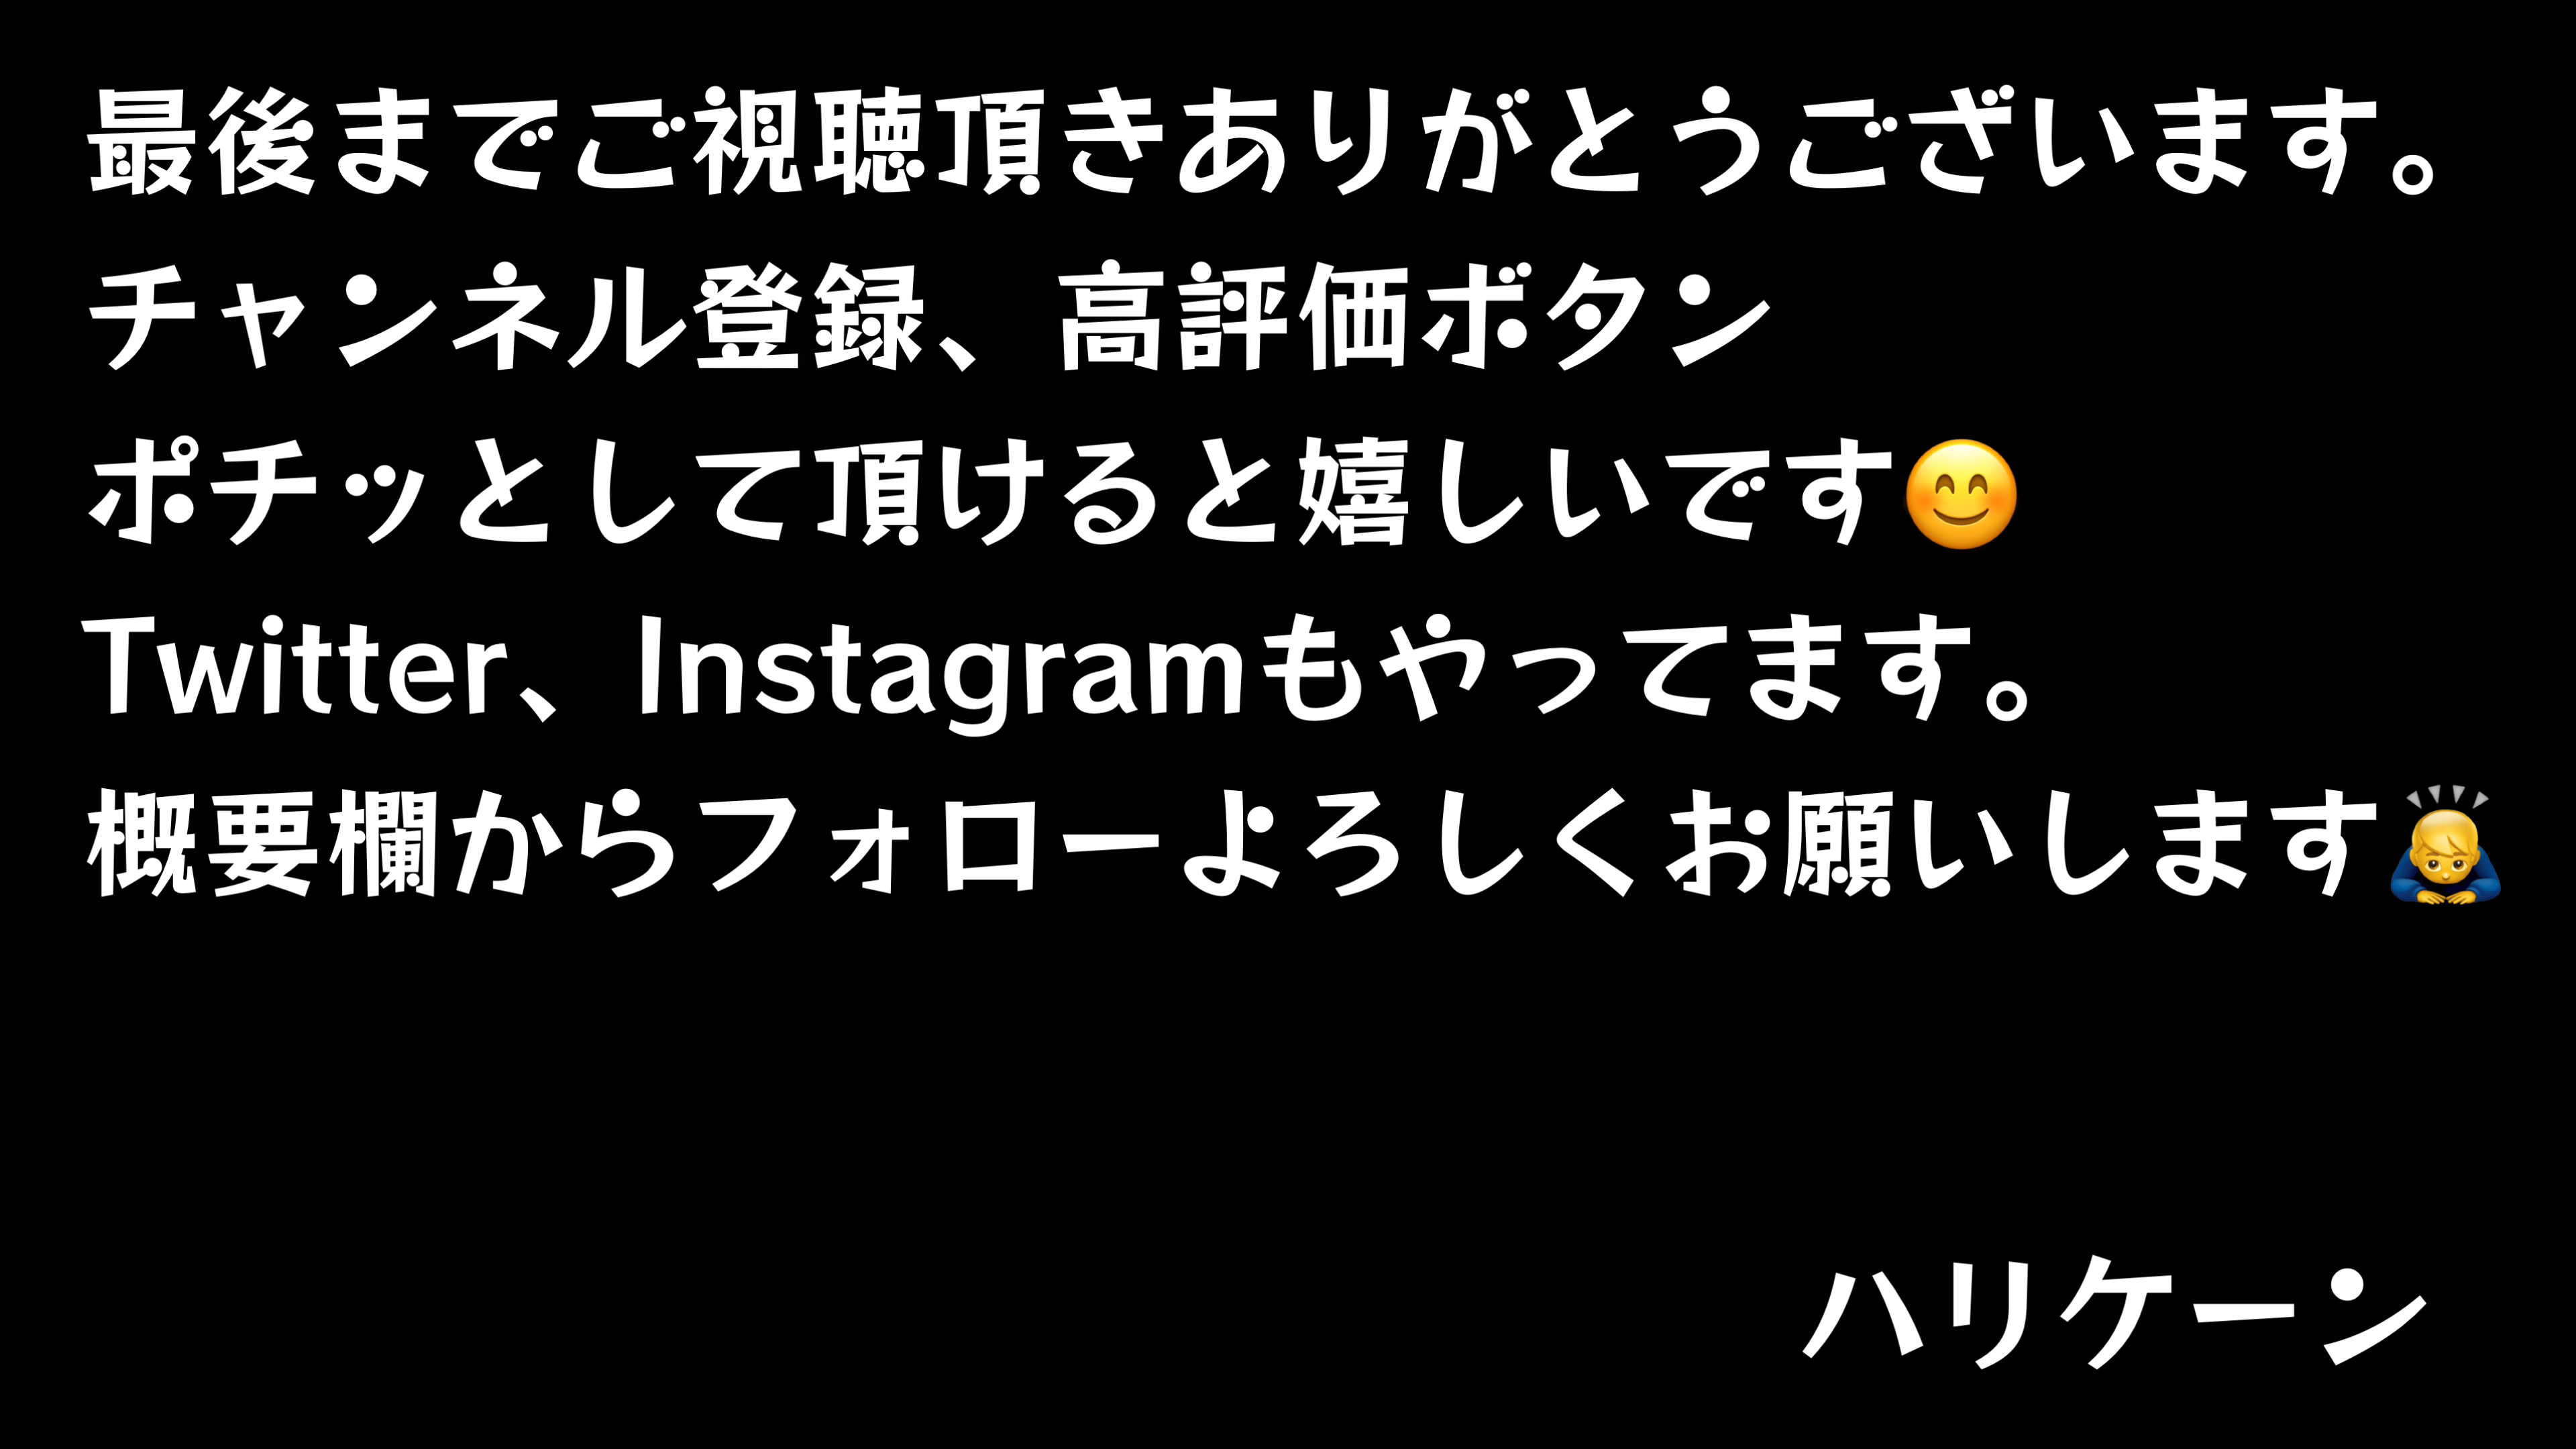 最後までご視聴頂きありがとうございます。
チャンネル登録、高評価ボタン
ポチッとして頂けると嬉しいです😊
Twitter、Instagramもやってます。
概要欄からフォローよろしくお願いします🙇‍♂️
ハリケーン